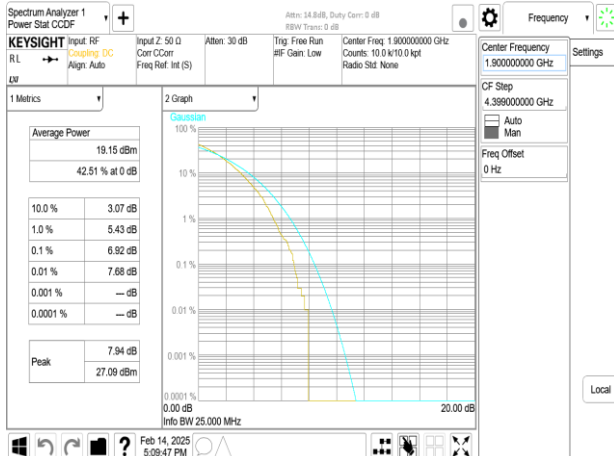 Spectrum Analyzer 1
Power Stat CCDF
Attn: 14.8dB, Duty Corr: 0 dB
RBW Trans: 0 dB
Frequency
KEYSIGHT
Input: RF
Input Z: 50 Ω
Atten: 30 dB
Trig: Free Run
Center Freq: 1.900000000 GHz
RL
Coupling: DC
Corr CCorr
#IF Gain: Low
Counts: 10.0 k/10.0 kpt
Align: Auto
Freq Ref: Int (S)
Radio Std: None
LXI
Center Frequency
1.900000000 GHz
Settings
CF Step
4.399000000 GHz
Auto
Man
Freq Offset
0 Hz
Local
1 Metrics
Average Power
19.15 dBm
42.51 % at 0 dB
10.0 % 3.07 dB
1.0 % 5.43 dB
0.1 % 6.92 dB
0.01 % 7.68 dB
0.001 % --- dB
0.0001 % --- dB
Peak
7.94 dB
27.09 dBm
2 Graph
Gaussian
100 %
10 %
1 %
0.1 %
0.01 %
0.001 %
0.0001 %
0.00 dB
20.00 dB
Info BW 25.000 MHz
?
Feb 14, 2025
5:09:47 PM